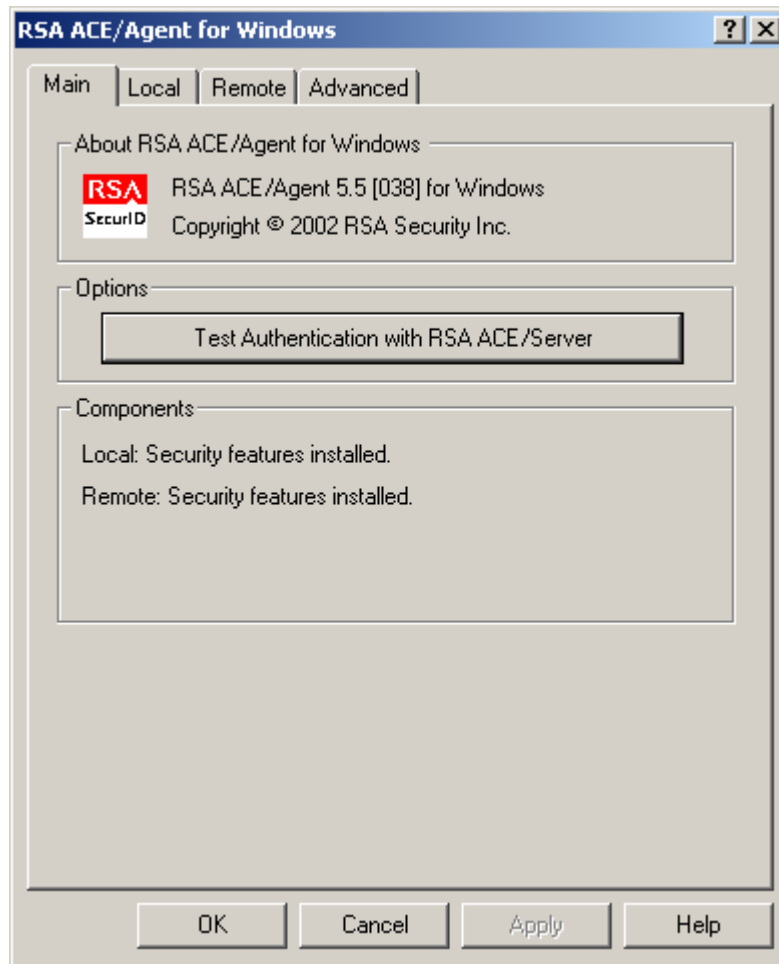 RSA ACE/Agent for Windows
Main Local Remote Advanced
About RSA ACE/Agent for Windows
RSA
SecurID
RSA ACE/Agent 5.5 [038] for Windows
Copyright © 2002 RSA Security Inc.
Options
Test Authentication with RSA ACE/Server
Components
Local: Security features installed.
Remote: Security features installed.
OK Cancel Apply Help